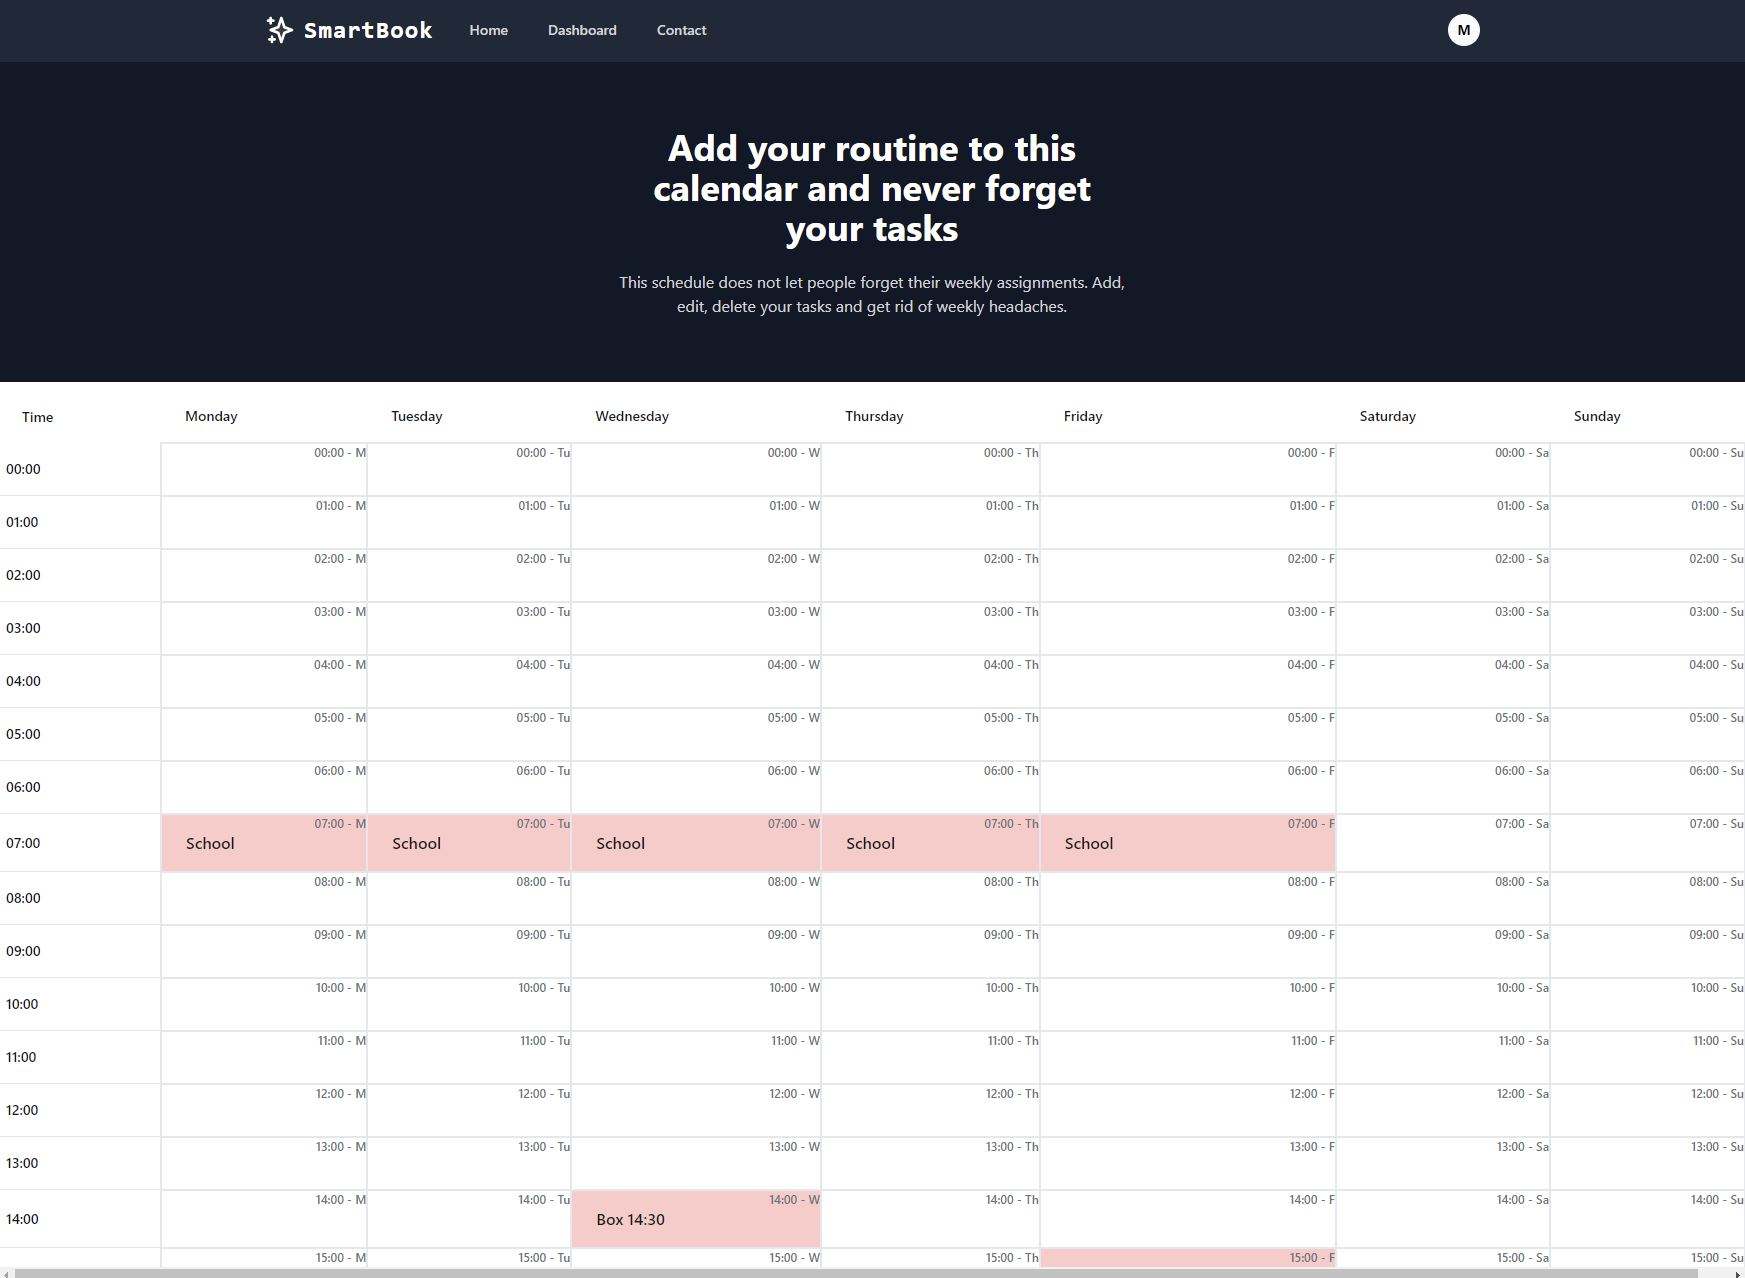 SmartBook Home Dashboard Contact M
Add your routine to this
calendar and never forget
your tasks
This schedule does not let people forget their weekly assignments. Add,
edit, delete your tasks and get rid of weekly headaches.
Time Monday Tuesday Wednesday Thursday Friday Saturday Sunday
00:00 - M 00:00 - Tu 00:00 - W 00:00 - Th 00:00 - F 00:00 - Sa 00:00 - Su
00:00
01:00 - M 01:00 - Tu 01:00 - W 01:00 - Th 01:00 - F 01:00 - Sa 01:00 - Su
01:00
02:00 - M 02:00 - Tu 02:00 - W 02:00 - Th 02:00 - F 02:00 - Sa 02:00 - Su
02:00
03:00 - M 03:00 - Tu 03:00 - W 03:00 - Th 03:00 - F 03:00 - Sa 03:00 - Su
03:00
04:00 - M 04:00 - Tu 04:00 - W 04:00 - Th 04:00 - F 04:00 - Sa 04:00 - Su
04:00
05:00 - M 05:00 - Tu 05:00 - W 05:00 - Th 05:00 - F 05:00 - Sa 05:00 - Su
05:00
06:00 - M 06:00 - Tu 06:00 - W 06:00 - Th 06:00 - F 06:00 - Sa 06:00 - Su
06:00
07:00 - M 07:00 - Tu 07:00 - W 07:00 - Th 07:00 - F 07:00 - Sa 07:00 - Su
07:00 School School School School School
08:00 - M 08:00 - Tu 08:00 - W 08:00 - Th 08:00 - F 08:00 - Sa 08:00 - Su
08:00
09:00 - M 09:00 - Tu 09:00 - W 09:00 - Th 09:00 - F 09:00 - Sa 09:00 - Su
09:00
10:00 - M 10:00 - Tu 10:00 - W 10:00 - Th 10:00 - F 10:00 - Sa 10:00 - Su
10:00
11:00 - M 11:00 - Tu 11:00 - W 11:00 - Th 11:00 - F 11:00 - Sa 11:00 - Su
11:00
12:00 - M 12:00 - Tu 12:00 - W 12:00 - Th 12:00 - F 12:00 - Sa 12:00 - Su
12:00
13:00 - M 13:00 - Tu 13:00 - W 13:00 - Th 13:00 - F 13:00 - Sa 13:00 - Su
13:00
14:00 - M 14:00 - Tu 14:00 - W 14:00 - Th 14:00 - F 14:00 - Sa 14:00 - Su
14:00 Box 14:30
15:00 - M 15:00 - Tu 15:00 - W 15:00 - Th 15:00 - F 15:00 - Sa 15:00 - Su